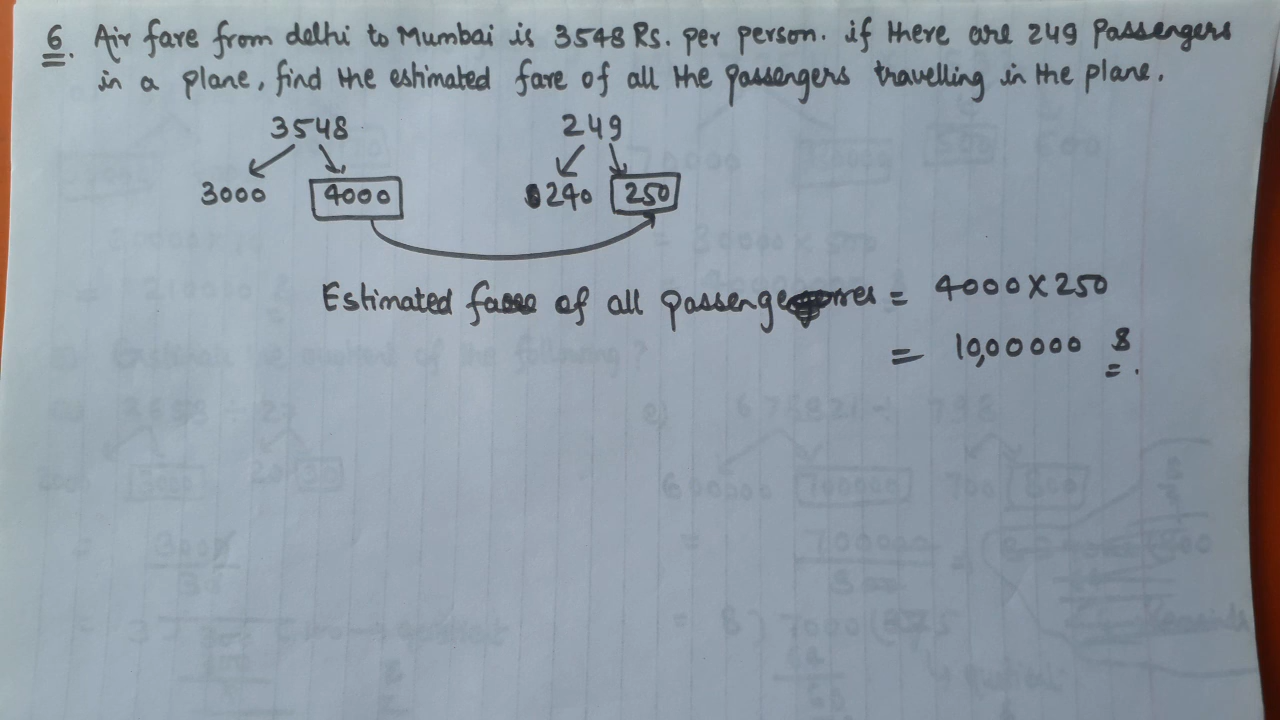 6. Air fare from delhi to Mumbai is 3548 Rs. per person. if there are 249 Passengers
in a plane, find the estimated fare of all the passengers travelling in the plane.
3548 249
3000 4000 240 250
Estimated of all = 4000 X 250
= 10,00000